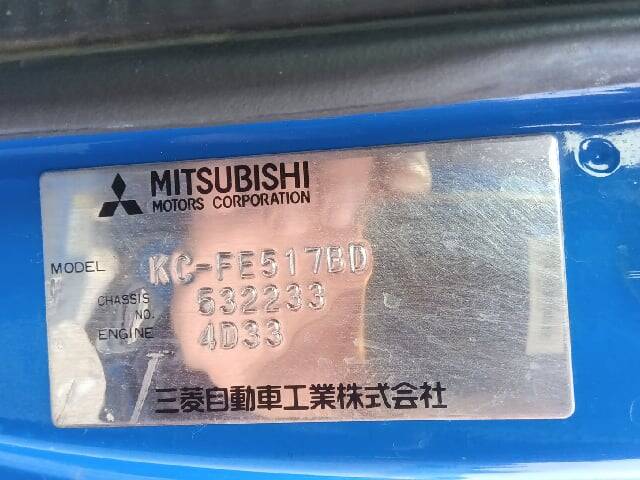 MITSUBISHI
MOTORS CORPORATION
MODEL KC-FE517BD
CHASSIS NO. 532233
ENGINE 4D33
三菱自動車工業株式会社